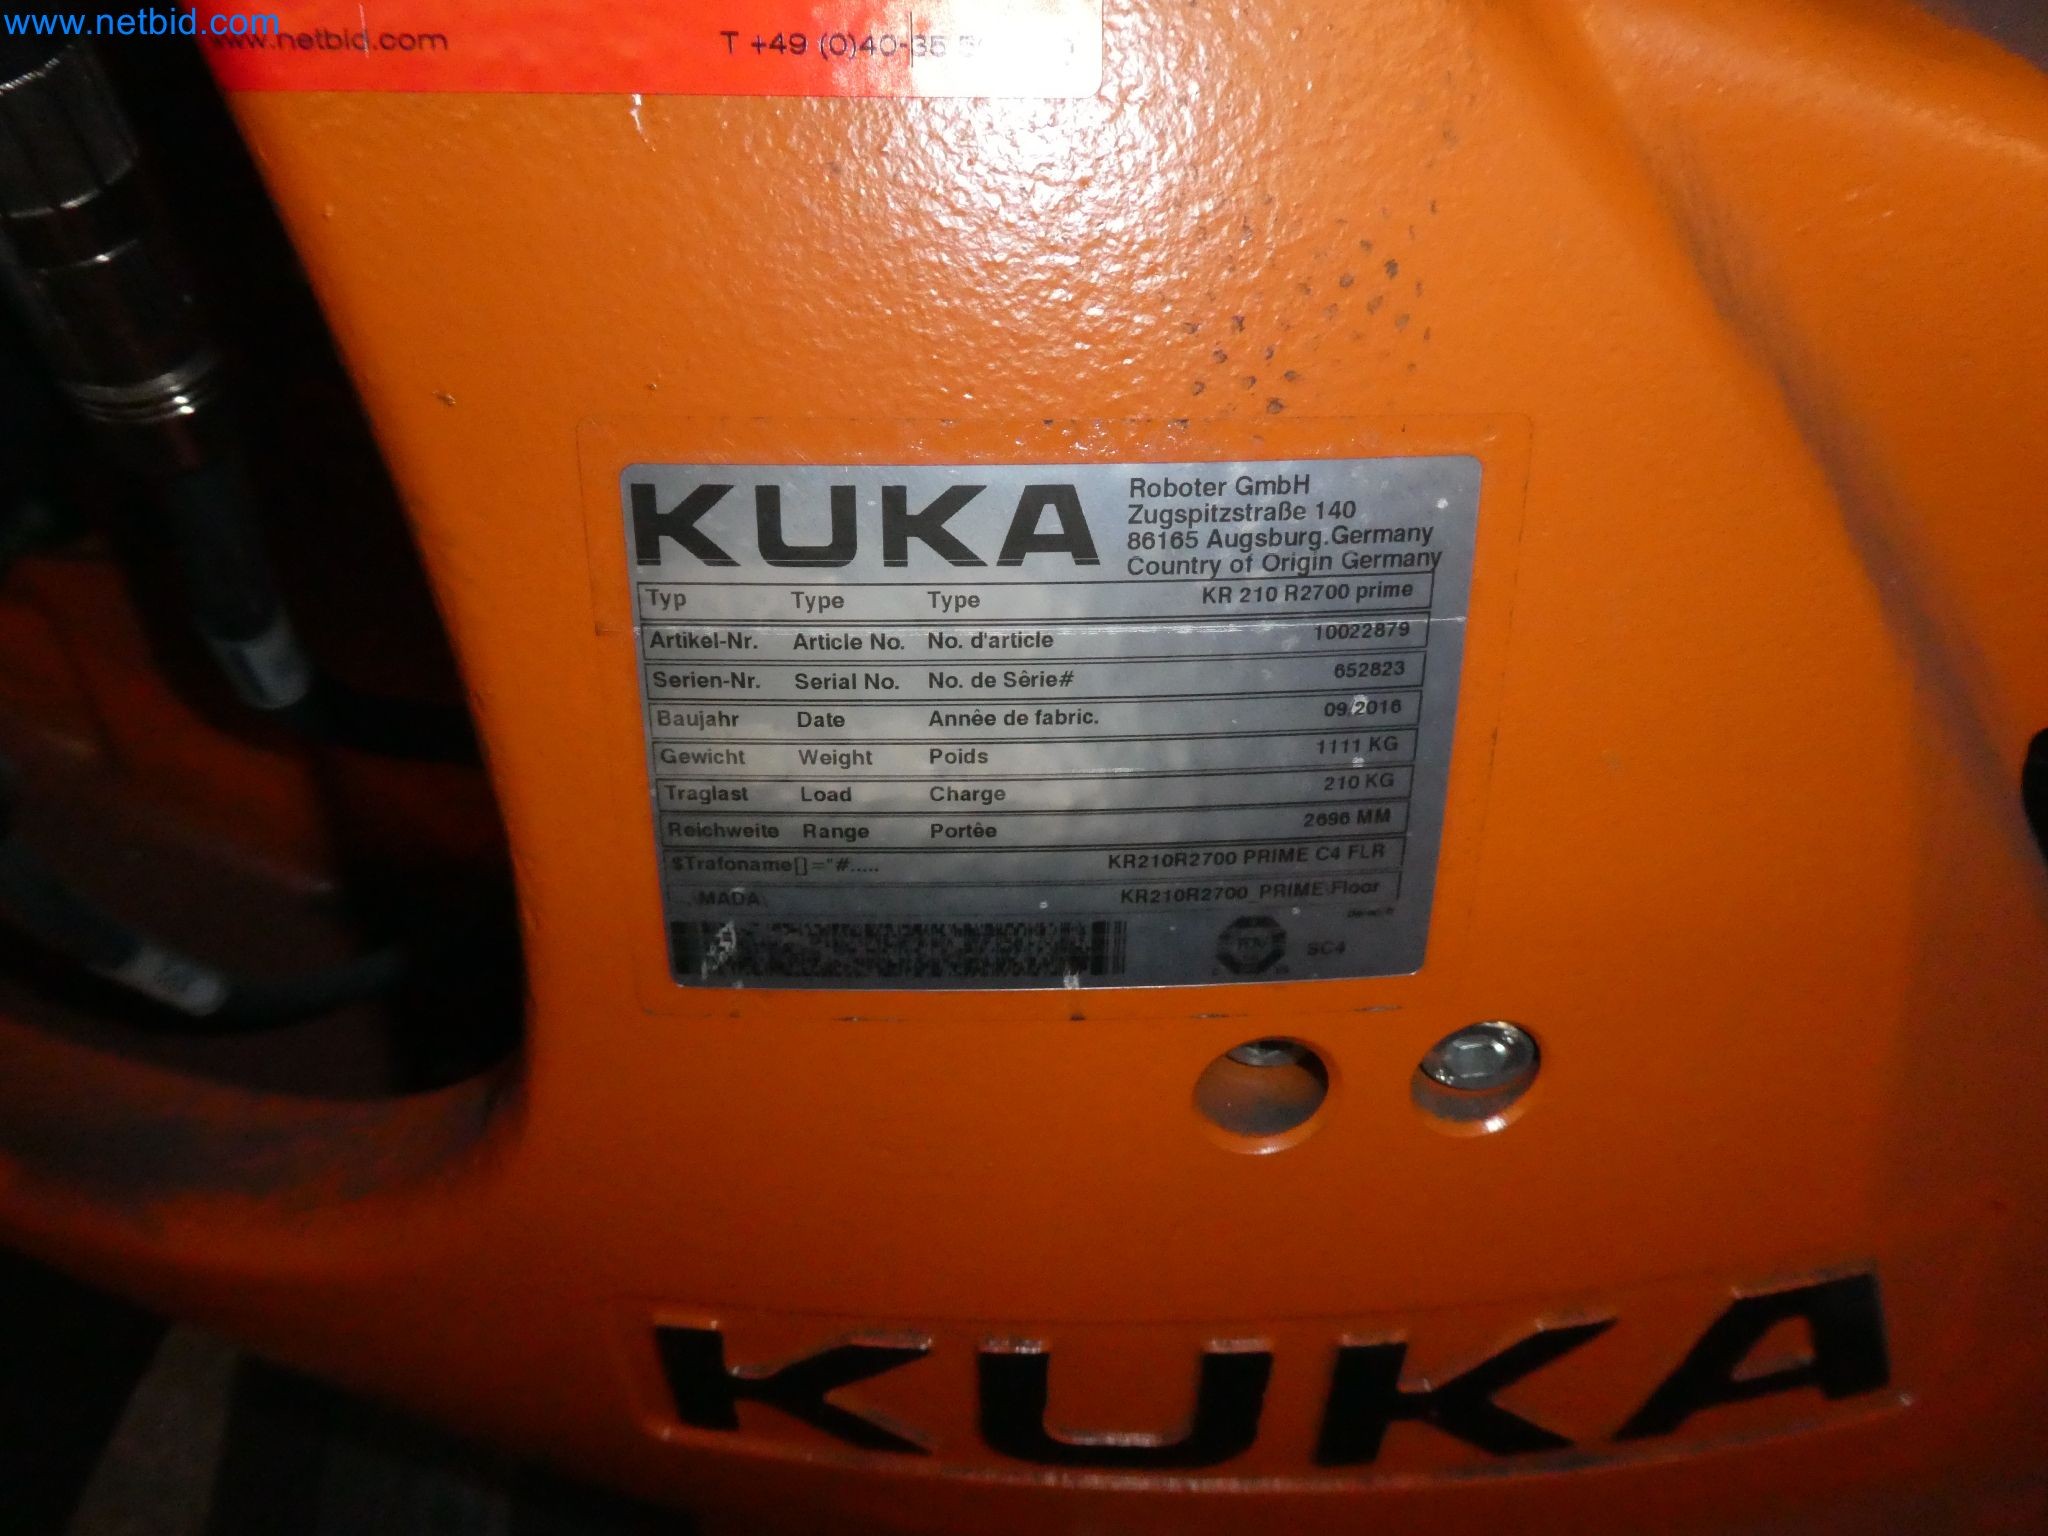 www.netbid.com
www.netbid.com T +49 (0)40-35
KUKA
Roboter GmbH
Zugspitzstraße 140
86165 Augsburg.Germany
Country of Origin Germany
Typ Type Type KR 210 R2700 prime
Artikel-Nr. Article No. No. d'article 10022879
Serien-Nr. Serial No. No. de Sêrie# 652823
Baujahr Date Annêe de fabric. 09/2016
Gewicht Weight Poids 1111 KG
Traglast Load Charge 210 KG
Reichweite Range Portêe 2696 MM
$Trafoname[]="#..... KR210R2700 PRIME C4 FLR
...\MADA\ KR210R2700_PRIME Floor
TÜV
SC4
KUKA